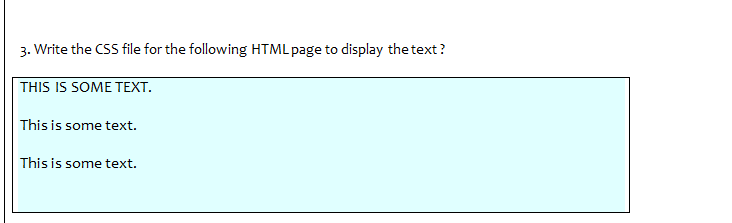 3. Write the CSS file for the following HTML page to display the text?
THIS IS SOME TEXT.
This is some text.
This is some text.